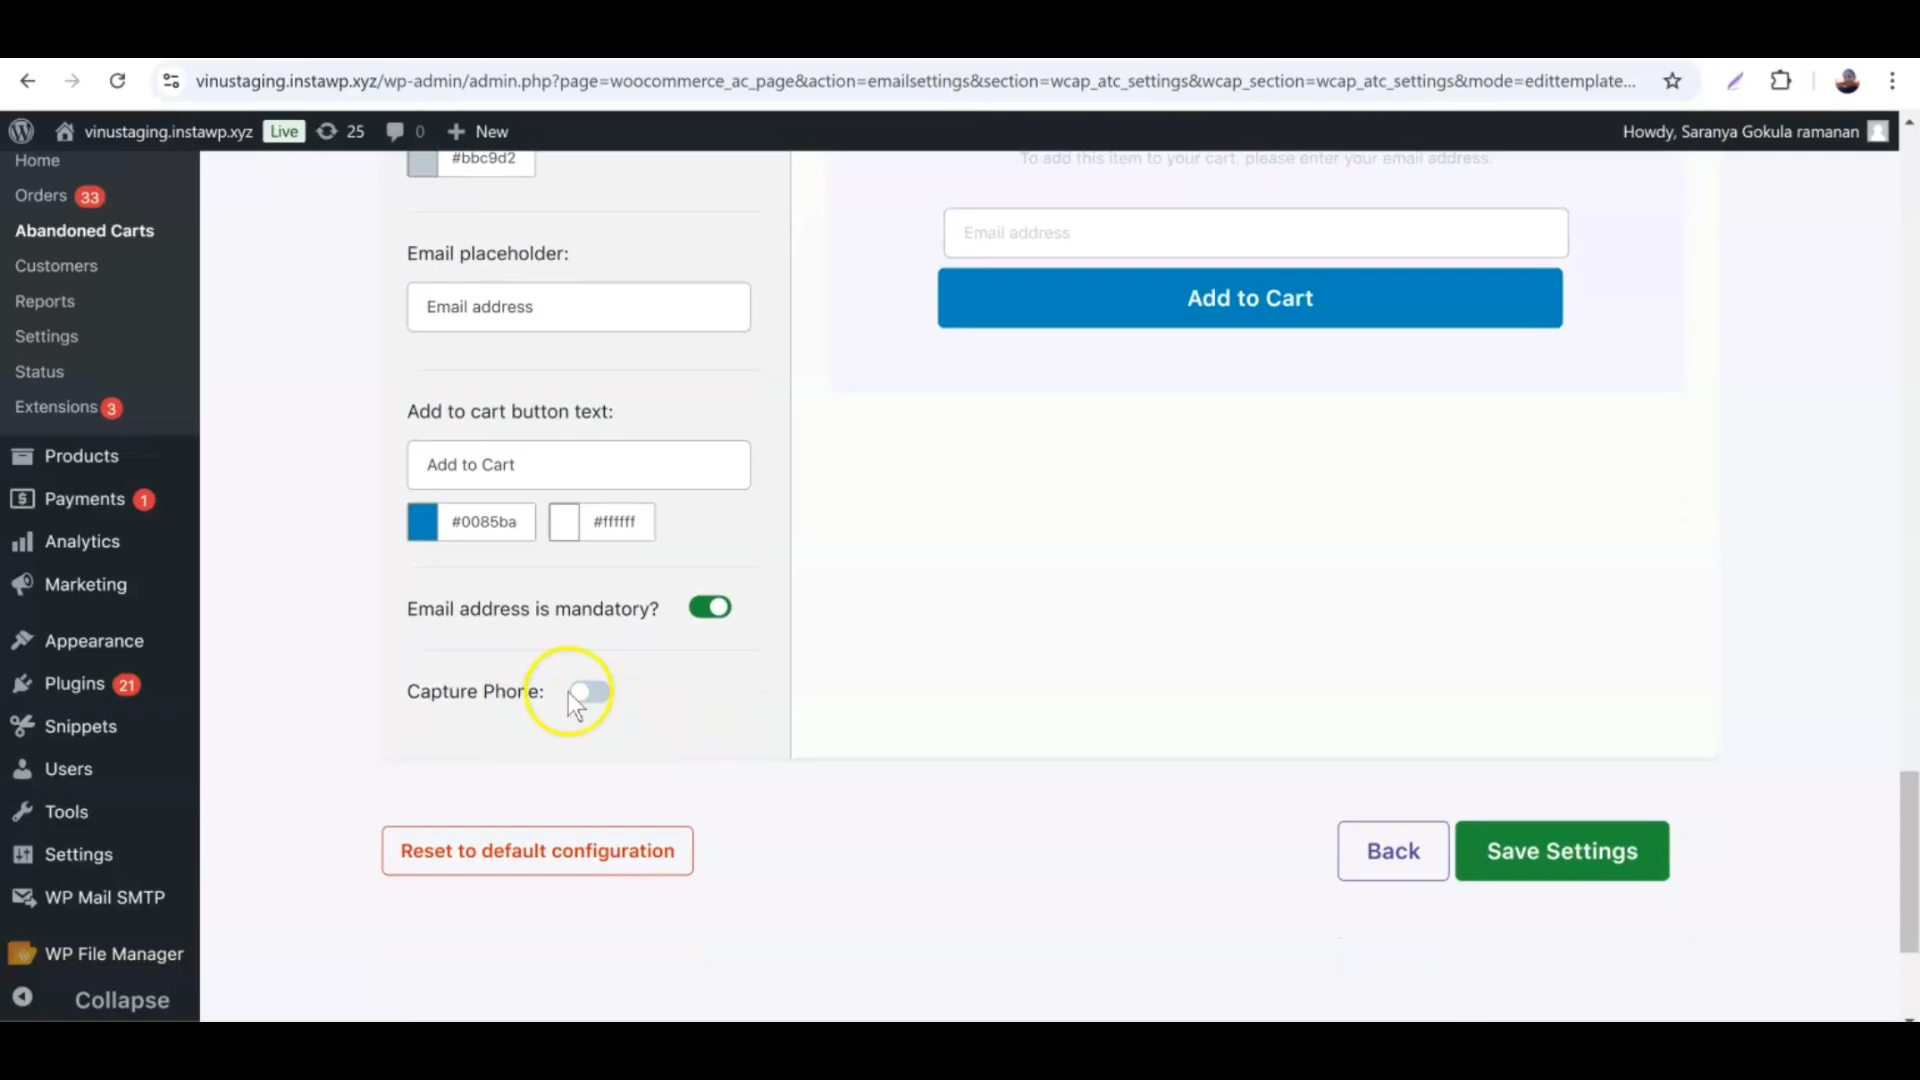 vinustaging.instawp.xyz/wp-admin/admin.php?page=woocommerce_ac_page&action=emailsettings&section=wcap_atc_settings&wcap_section=wcap_atc_settings&mode=edittemplate...
vinustaging.instawp.xyz Live 25 0 New Howdy, Saranya Gokula ramanan
Home
Orders 33
Abandoned Carts
Customers
Reports
Settings
Status
Extensions 3
Products
Payments 1
Analytics
Marketing
Appearance
Plugins 21
Snippets
Users
Tools
Settings
WP Mail SMTP
WP File Manager
Collapse
#bbc9d2
Email placeholder:
Email address
Add to cart button text:
Add to Cart
#0085ba #ffffff
Email address is mandatory?
Capture Phone:
To add this item to your cart, please enter your email address.
Email address
Add to Cart
Reset to default configuration
Back Save Settings